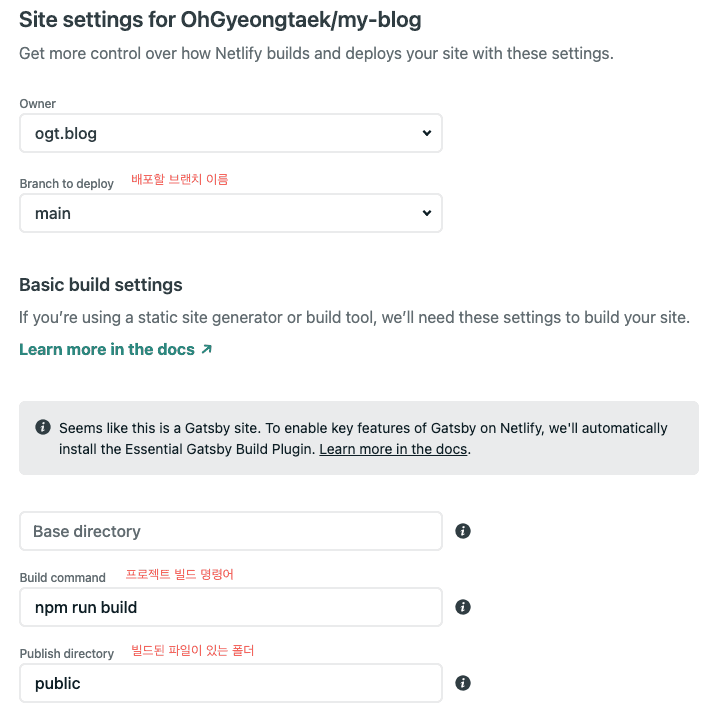 Site settings for OhGyeongtaek/my-blog
Get more control over how Netlify builds and deploys your site with these settings.
Owner
ogt.blog
Branch to deploy 배포할 브랜치 이름
main
Basic build settings
If you’re using a static site generator or build tool, we’ll need these settings to build your site.
Learn more in the docs ↗
Seems like this is a Gatsby site. To enable key features of Gatsby on Netlify, we'll automatically
install the Essential Gatsby Build Plugin. Learn more in the docs.
Base directory
Build command 프로젝트 빌드 명령어
npm run build
Publish directory 빌드된 파일이 있는 폴더
public